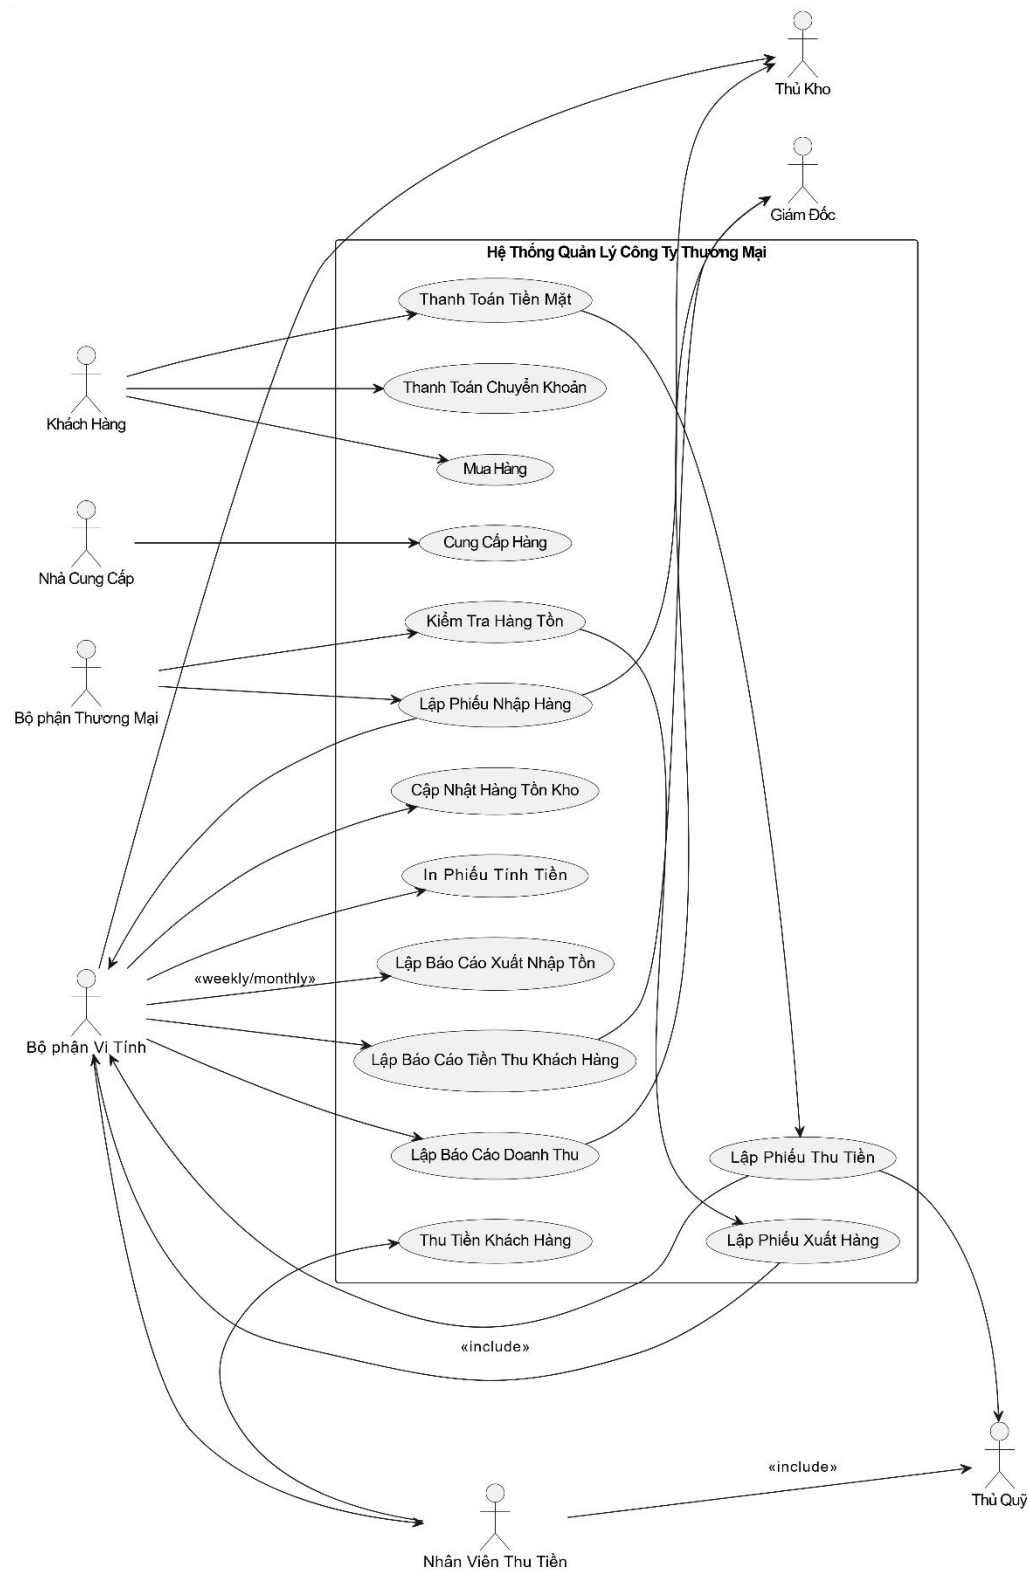 Thủ Kho
Giám Đốc
Hệ Thống Quản Lý Công Ty Thương Mại
Thanh Toán Tiền Mặt
Khách Hàng
Thanh Toán Chuyển Khoản
Mua Hàng
Nhà Cung Cấp
Cung Cấp Hàng
Bộ phận Thương Mại
Kiểm Tra Hàng Tồn
Lập Phiếu Nhập Hàng
Cập Nhật Hàng Tồn Kho
In Phiếu Tính Tiền
«weekly/monthly»
Lập Báo Cáo Xuất Nhập Tồn
Bộ phận Vi Tính
Lập Báo Cáo Tiền Thu Khách Hàng
Lập Báo Cáo Doanh Thu
Lập Phiếu Thu Tiền
Thu Tiền Khách Hàng
Lập Phiếu Xuất Hàng
«include»
«include»
Thủ Quỹ
Nhân Viên Thu Tiền